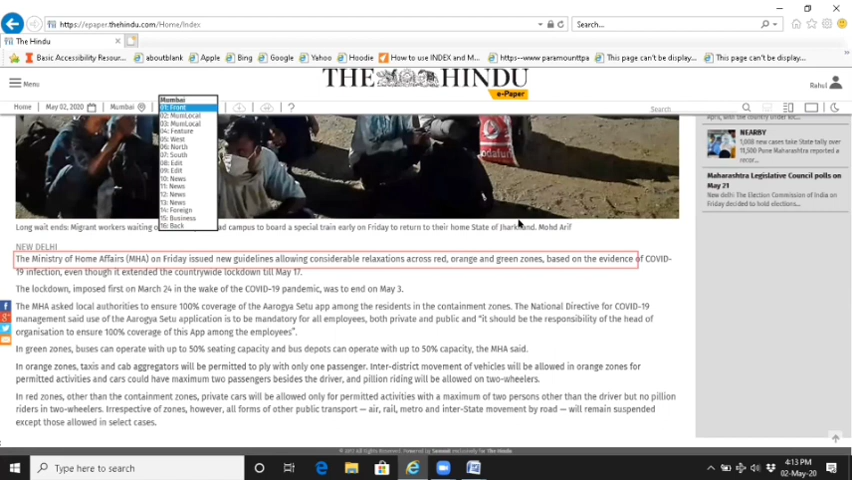 https://epaper.thehindu.com/Home/Index
Search...
The Hindu
Basic Accessibility Resour... aboutblank Apple Bing Google Yahoo Hoodie How to use INDEX and M... https--www paramounttpa This page can't be display... This page can't be display...
Menu
THE HINDU
e-Paper
Rahul
Home May 02, 2020 Mumbai
Search
Mumbai
01: Front
02: MumLocal
03: MumLocal
04: Feature
05: West
06: North
07: South
08: Edit
09: Edit
10: News
11: News
12: News
13: News
14: Foreign
15: Business
16: Back
April, with the country under loc...
NEARBY
1,008 new cases take State tally over
11,500 Pune Maharashtra reported a
recor...
Maharashtra Legislative Council polls on
May 21
New delhi The Election Commission of India on
Friday decided to hold elections...
Long wait ends: Migrant workers waiting ad campus to board a special train early on Friday to return to their home State of Jharkhand. Mohd Arif
NEW DELHI
The Ministry of Home Affairs (MHA) on Friday issued new guidelines allowing considerable relaxations across red, orange and green zones, based on the evidence of COVID-
19 infection, even though it extended the countrywide lockdown till May 17.
The lockdown, imposed first on March 24 in the wake of the COVID-19 pandemic, was to end on May 3.
The MHA asked local authorities to ensure 100% coverage of the Aarogya Setu app among the residents in the containment zones. The National Directive for COVID-19
management said use of the Aarogya Setu application is to be mandatory for all employees, both private and public and “it should be the responsibility of the head of
organisation to ensure 100% coverage of this App among the employees”.
In green zones, buses can operate with up to 50% seating capacity and bus depots can operate with up to 50% capacity, the MHA said.
In orange zones, taxis and cab aggregators will be permitted to ply with only one passenger. Inter-district movement of vehicles will be allowed in orange zones for
permitted activities and cars could have maximum two passengers besides the driver, and pillion riding will be allowed on two-wheelers.
In red zones, other than the containment zones, private cars will be only allowed for permitted activities with a maximum of two persons other than the driver but no pillion
riders in two-wheelers. Irrespective of zones, however, all forms of other public transport — air, rail, metro and inter-State movement by road — will remain suspended
except those allowed in select cases.
© 2017 All Rights Reserved. Powered by Summit exclusively for The Hindu
Type here to search
4:13 PM
02-May-20